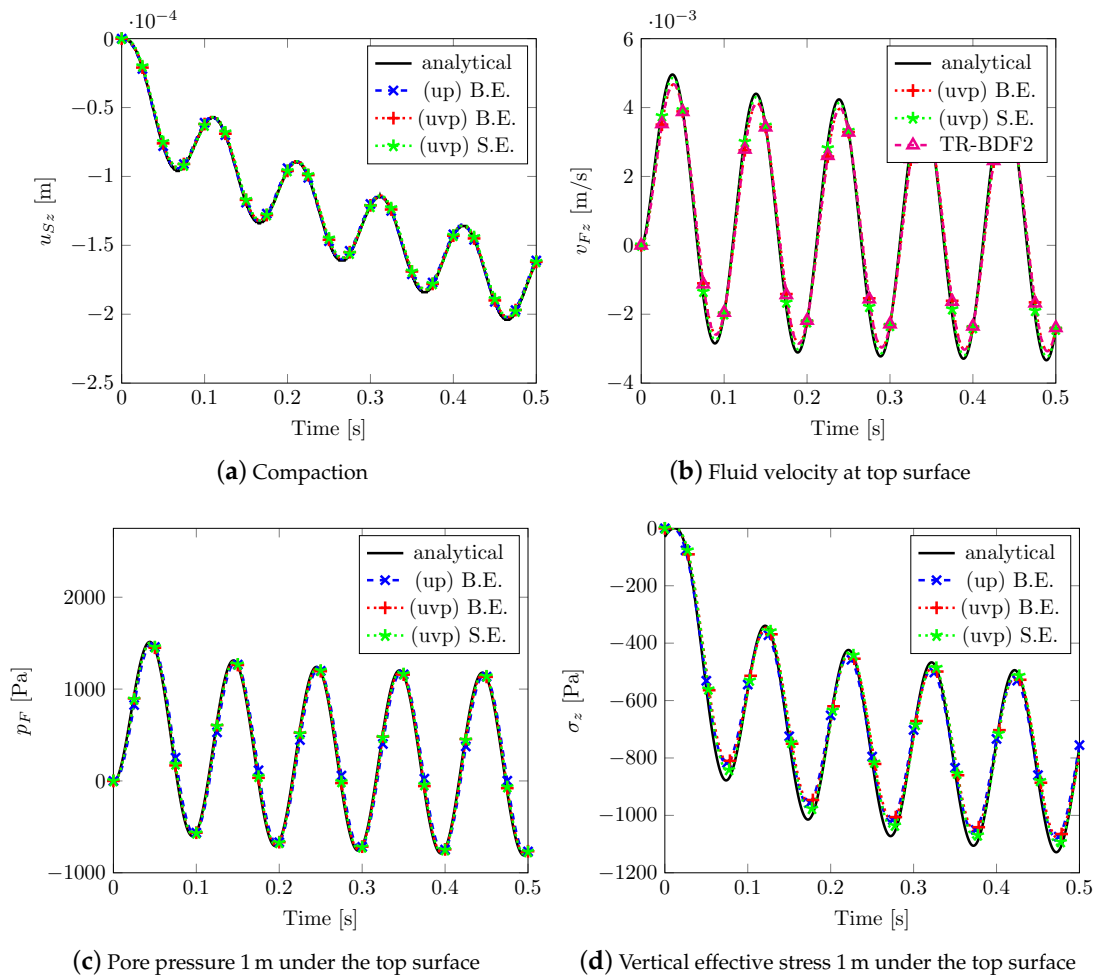 ·10⁻⁴
0
−0.5
−1
−1.5
−2
−2.5
u_Sz [m]
analytical
(up) B.E.
(uvp) B.E.
(uvp) S.E.
0 0.1 0.2 0.3 0.4 0.5
Time [s]
(a) Compaction
·10⁻³
6
4
2
0
−2
−4
v_Fz [m/s]
analytical
(uvp) B.E.
(uvp) S.E.
TR-BDF2
0 0.1 0.2 0.3 0.4 0.5
Time [s]
(b) Fluid velocity at top surface
2000
1000
0
−1000
p_F [Pa]
analytical
(up) B.E.
(uvp) B.E.
(uvp) S.E.
0 0.1 0.2 0.3 0.4 0.5
Time [s]
(c) Pore pressure 1 m under the top surface
0
−200
−400
−600
−800
−1000
−1200
σ_z [Pa]
analytical
(up) B.E.
(uvp) B.E.
(uvp) S.E.
0 0.1 0.2 0.3 0.4 0.5
Time [s]
(d) Vertical effective stress 1 m under the top surface